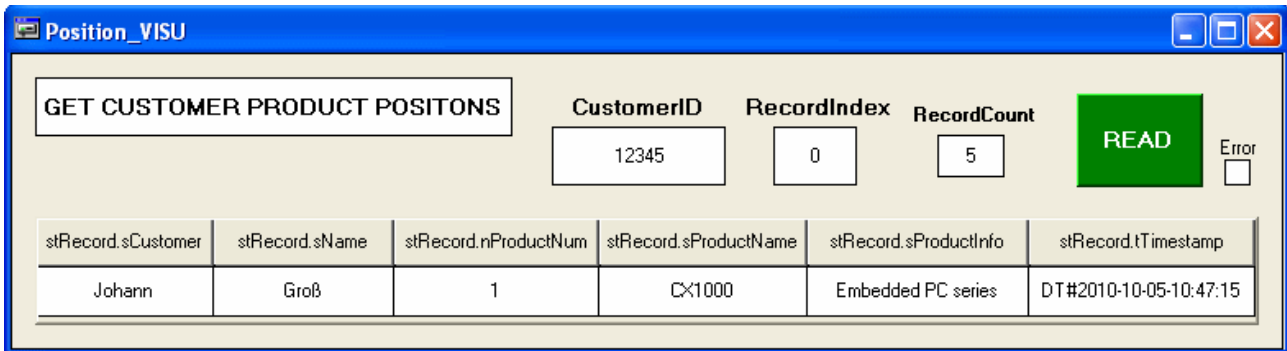 Position_VISU
GET CUSTOMER PRODUCT POSITONS
CustomerID
RecordIndex
RecordCount
12345
0
5
READ
Error
stRecord.sCustomer stRecord.sName stRecord.nProductNum stRecord.sProductName stRecord.sProductInfo stRecord.tTimestamp
Johann Groß 1 CX1000 Embedded PC series DT#2010-10-05-10:47:15